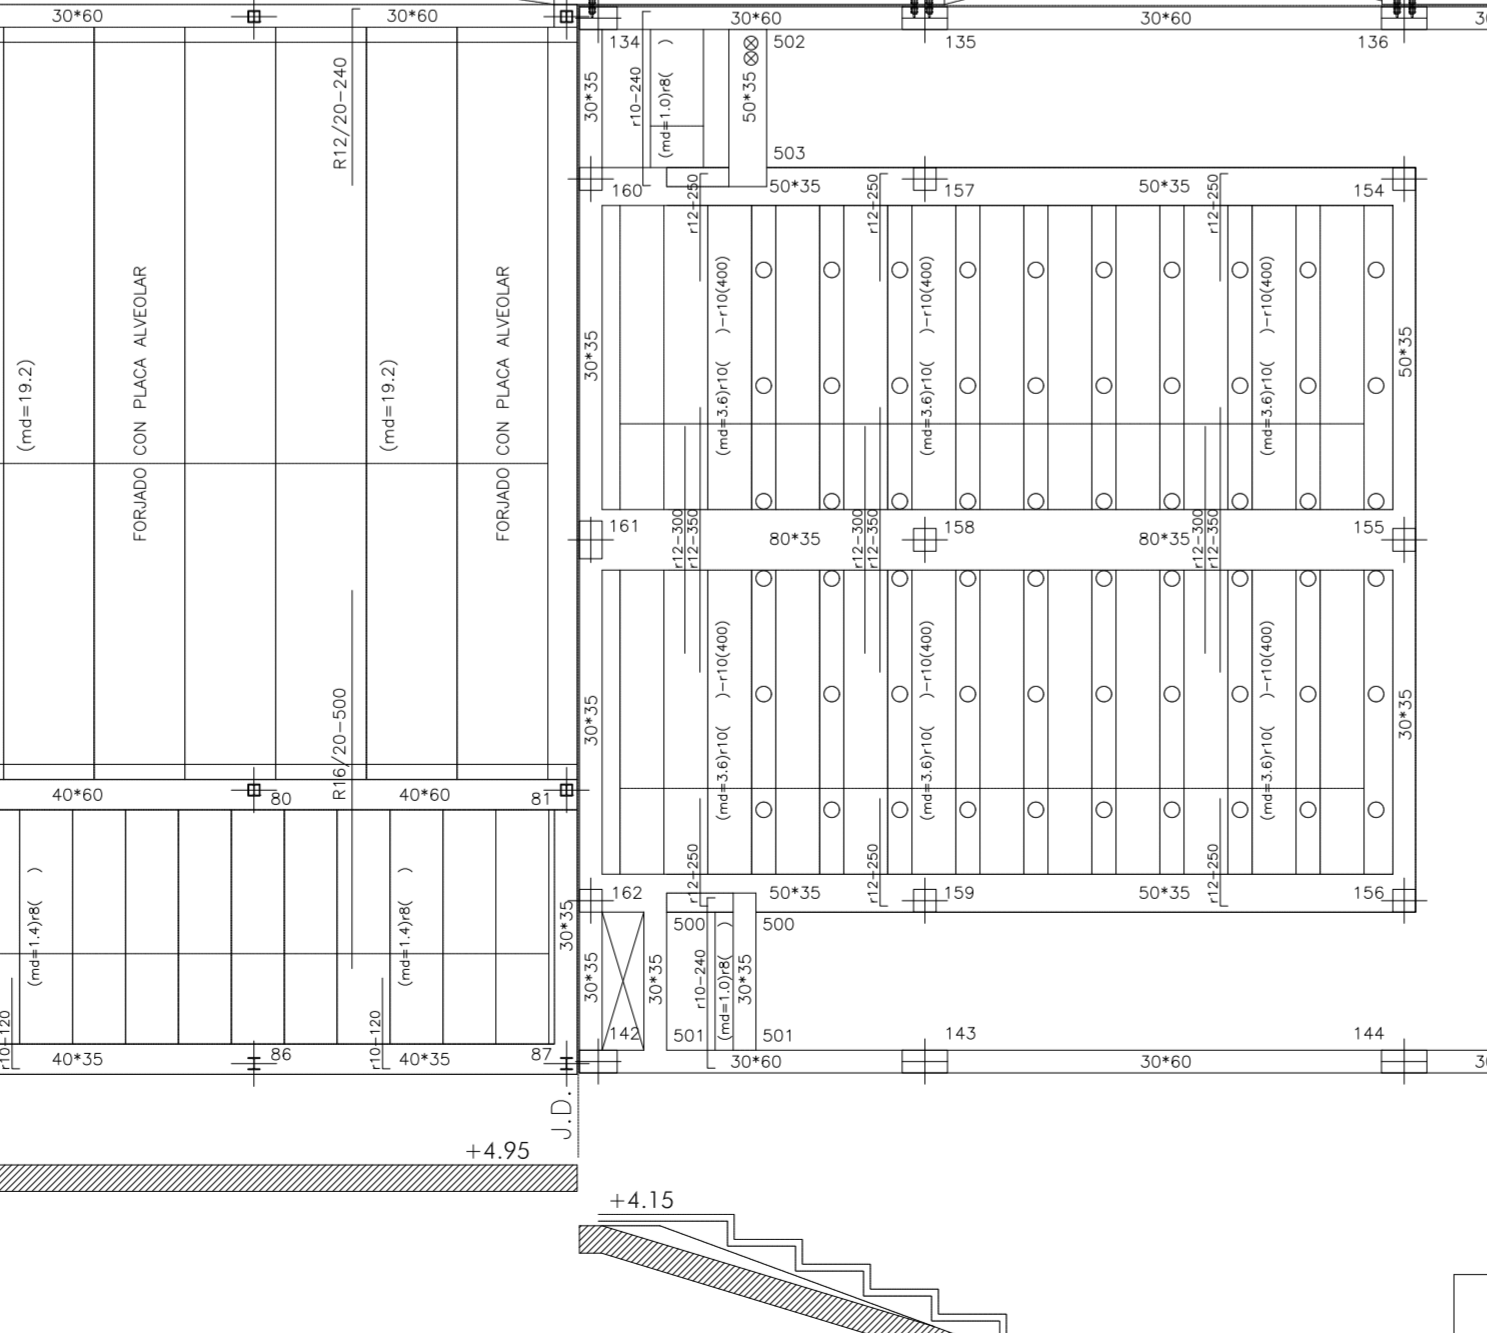 30*60
30*60
30*60
30*60
30
134
502
135
136
R12/20-240
30*35
r10-240
(md=1.0)r8(    )
50*35
503
160
50*35
157
50*35
154
r12-250
r12-250
r12-250
(md=19.2)
FORJADO CON PLACA ALVEOLAR
(md=19.2)
FORJADO CON PLACA ALVEOLAR
30*35
(md=3.6)r10(    )-r10(400)
(md=3.6)r10(    )-r10(400)
(md=3.6)r10(    )-r10(400)
50*35
161
80*35
158
80*35
155
r12-300
r12-350
r12-300
r12-350
r12-300
r12-350
R16/20-500
30*35
(md=3.6)r10(    )-r10(400)
(md=3.6)r10(    )-r10(400)
(md=3.6)r10(    )-r10(400)
30*35
40*60
80
40*60
81
r12-250
r12-250
r12-250
162
50*35
159
50*35
156
(md=1.4)r8(    )
(md=1.4)r8(    )
30*35
30*35
30*35
500
500
r10-240
(md=1.0)r8(    )
30*35
r10-120
r10-120
142
501
501
143
144
40*35
86
40*35
87
30*60
30*60
30
J.D.
+4.95
+4.15